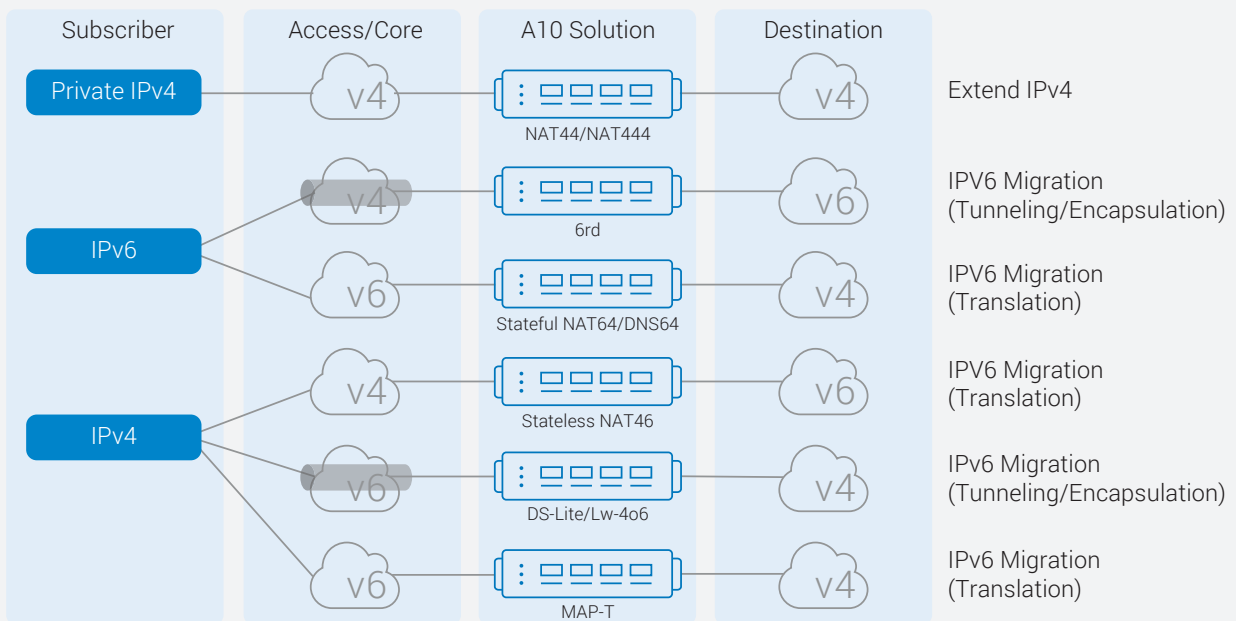 Subscriber
Access/Core
A10 Solution
Destination
Private IPv4
v4
NAT44/NAT444
v4
Extend IPv4
IPv6
v4
6rd
v6
IPV6 Migration
(Tunneling/Encapsulation)
v6
Stateful NAT64/DNS64
v4
IPV6 Migration
(Translation)
IPv4
v4
Stateless NAT46
v6
IPV6 Migration
(Translation)
v6
DS-Lite/Lw-4o6
v4
IPv6 Migration
(Tunneling/Encapsulation)
v6
MAP-T
v4
IPv6 Migration
(Translation)